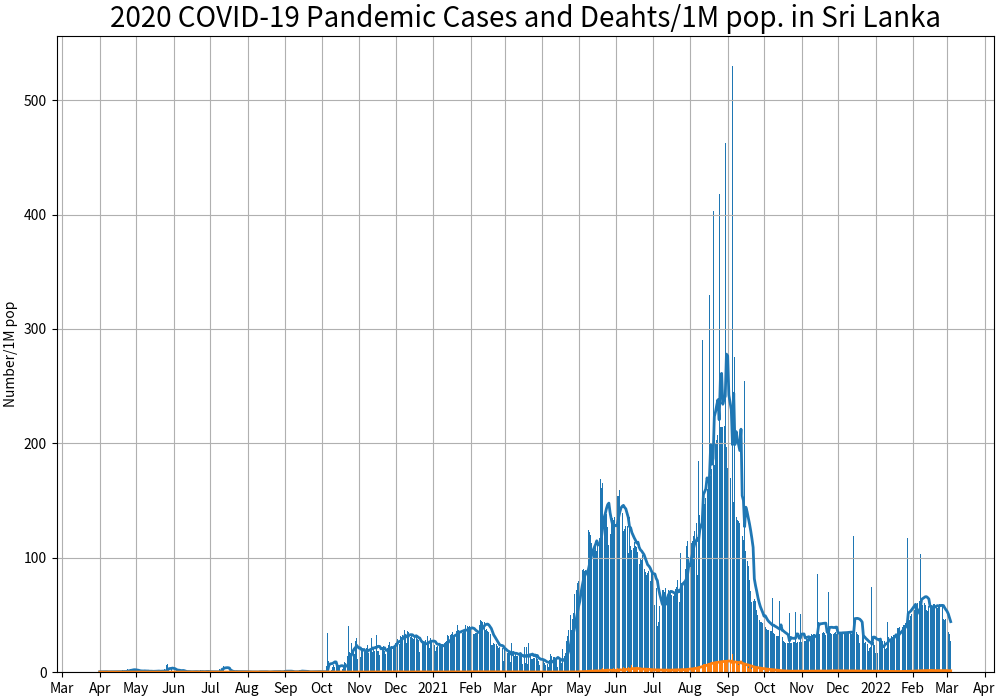 2020 COVID-19 Pandemic Cases and Deahts/1M pop. in Sri Lanka
Number/1M pop
500
400
300
200
100
0
Mar Apr May Jun Jul Aug Sep Oct Nov Dec 2021 Feb Mar Apr May Jun Jul Aug Sep Oct Nov Dec 2022 Feb Mar Apr